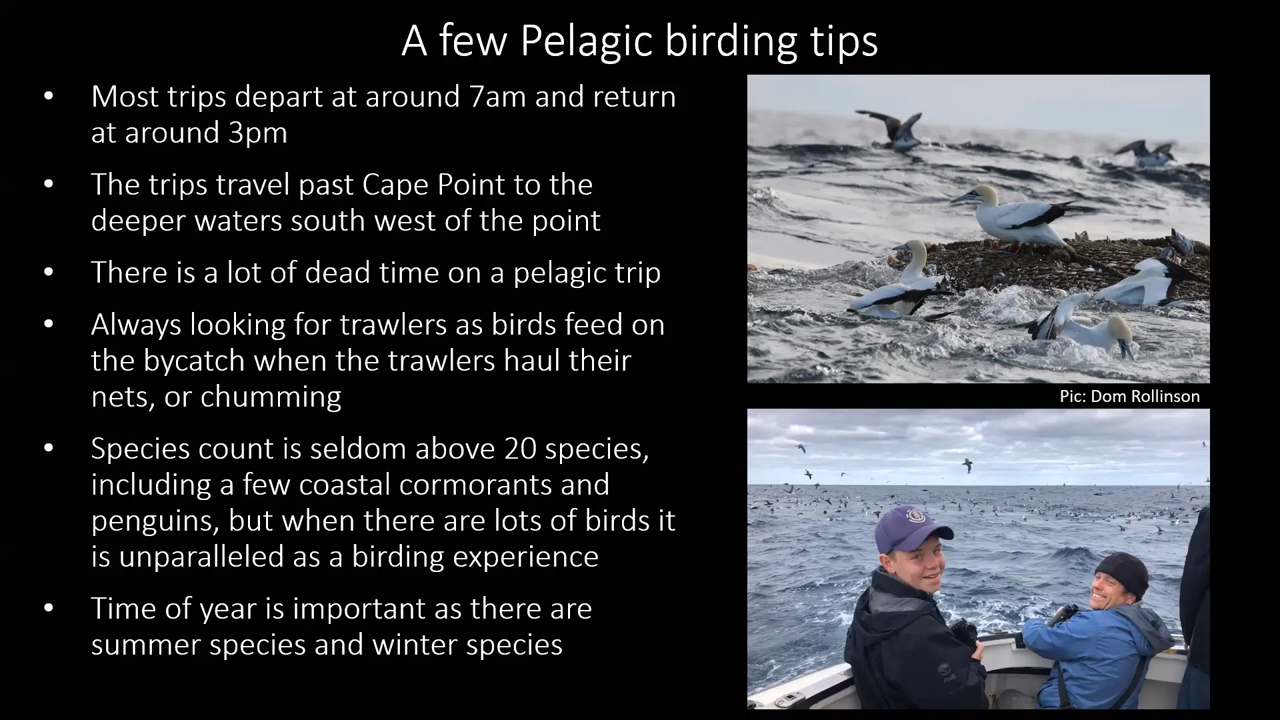 A few Pelagic birding tips
• Most trips depart at around 7am and return
at around 3pm
• The trips travel past Cape Point to the
deeper waters south west of the point
• There is a lot of dead time on a pelagic trip
• Always looking for trawlers as birds feed on
the bycatch when the trawlers haul their
nets, or chumming
• Species count is seldom above 20 species,
including a few coastal cormorants and
penguins, but when there are lots of birds it
is unparalleled as a birding experience
• Time of year is important as there are
summer species and winter species
Pic: Dom Rollinson